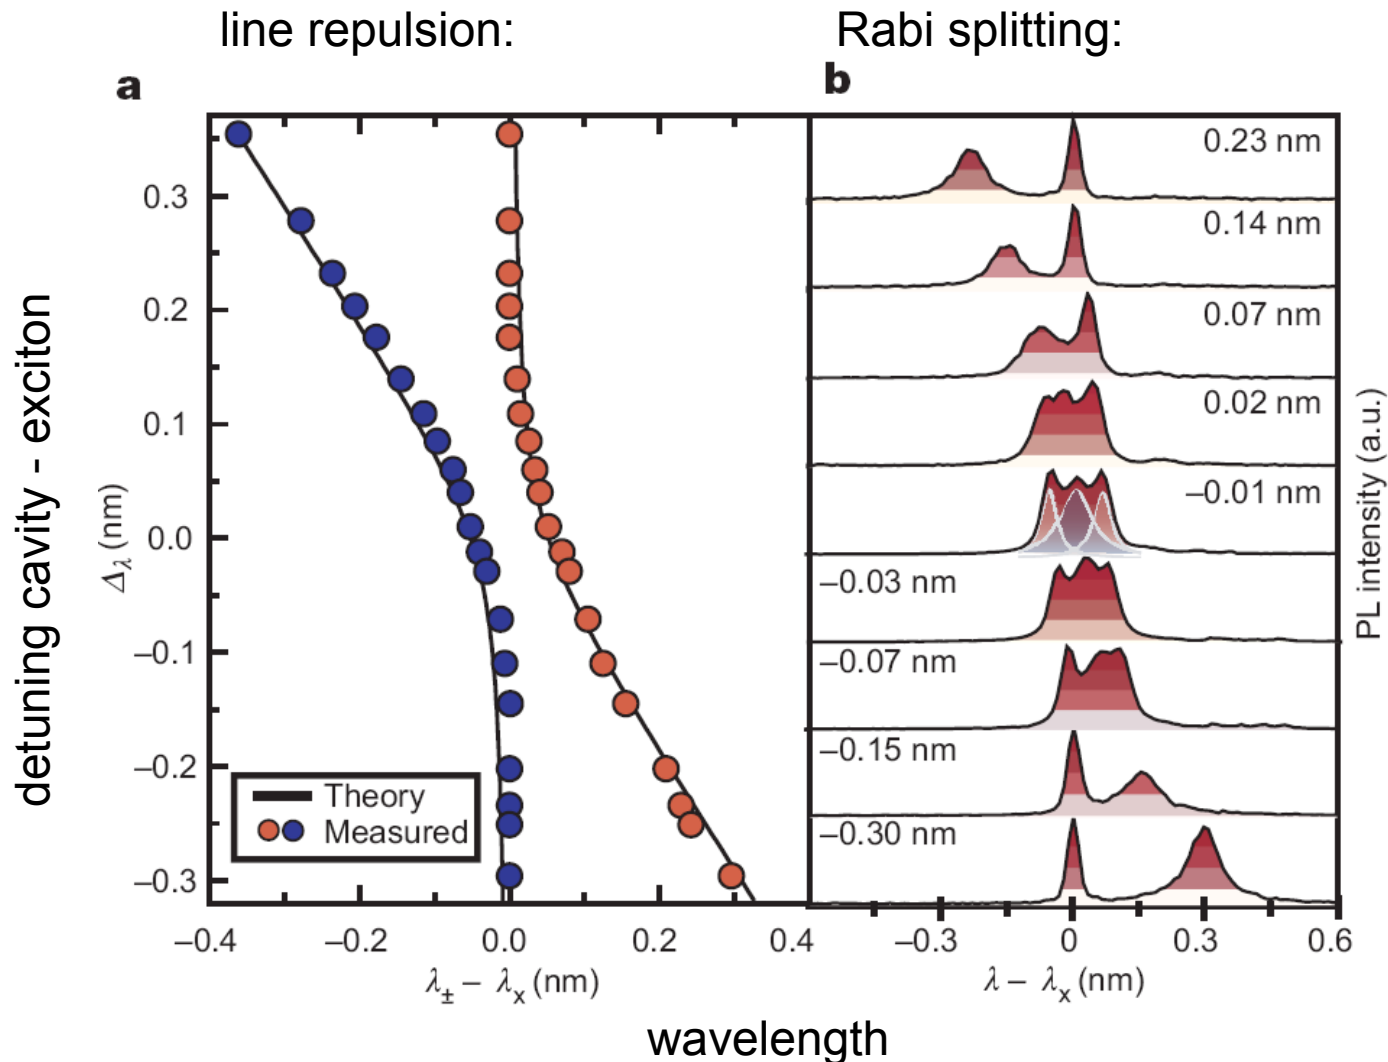 line repulsion:
Rabi splitting:
a
b
detuning cavity - exciton
Δλ (nm)
0.3
0.2
0.1
0.0
–0.1
–0.2
–0.3
Theory
Measured
–0.4
–0.2
0.0
0.2
0.4
λ± – λx (nm)
0.23 nm
0.14 nm
0.07 nm
0.02 nm
–0.01 nm
–0.03 nm
–0.07 nm
–0.15 nm
–0.30 nm
PL intensity (a.u.)
–0.3
0
0.3
0.6
λ – λx (nm)
wavelength